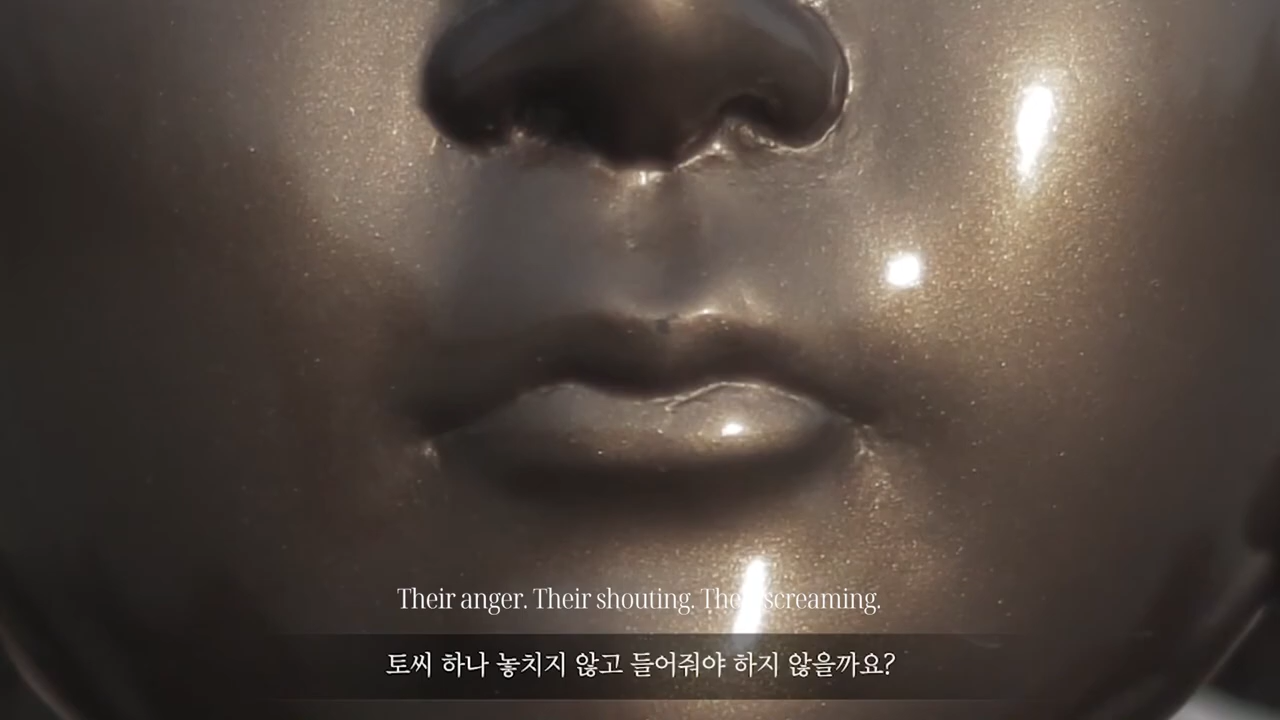 Their anger. Their shouting. Their screaming.
토씨 하나 놓치지 않고 들어줘야 하지 않을까요?